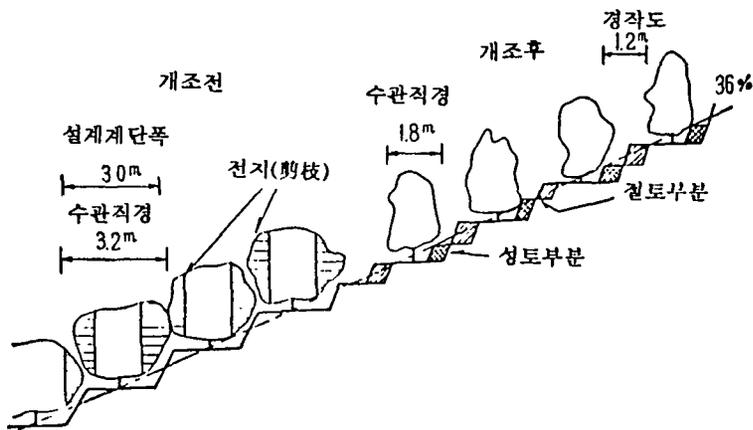 경작도
1.2m
개조후
36%
개조전
수관직경
1.8m
설계계단폭
30m
전지(剪枝)
수관직경
3.2m
절토부분
성토부분